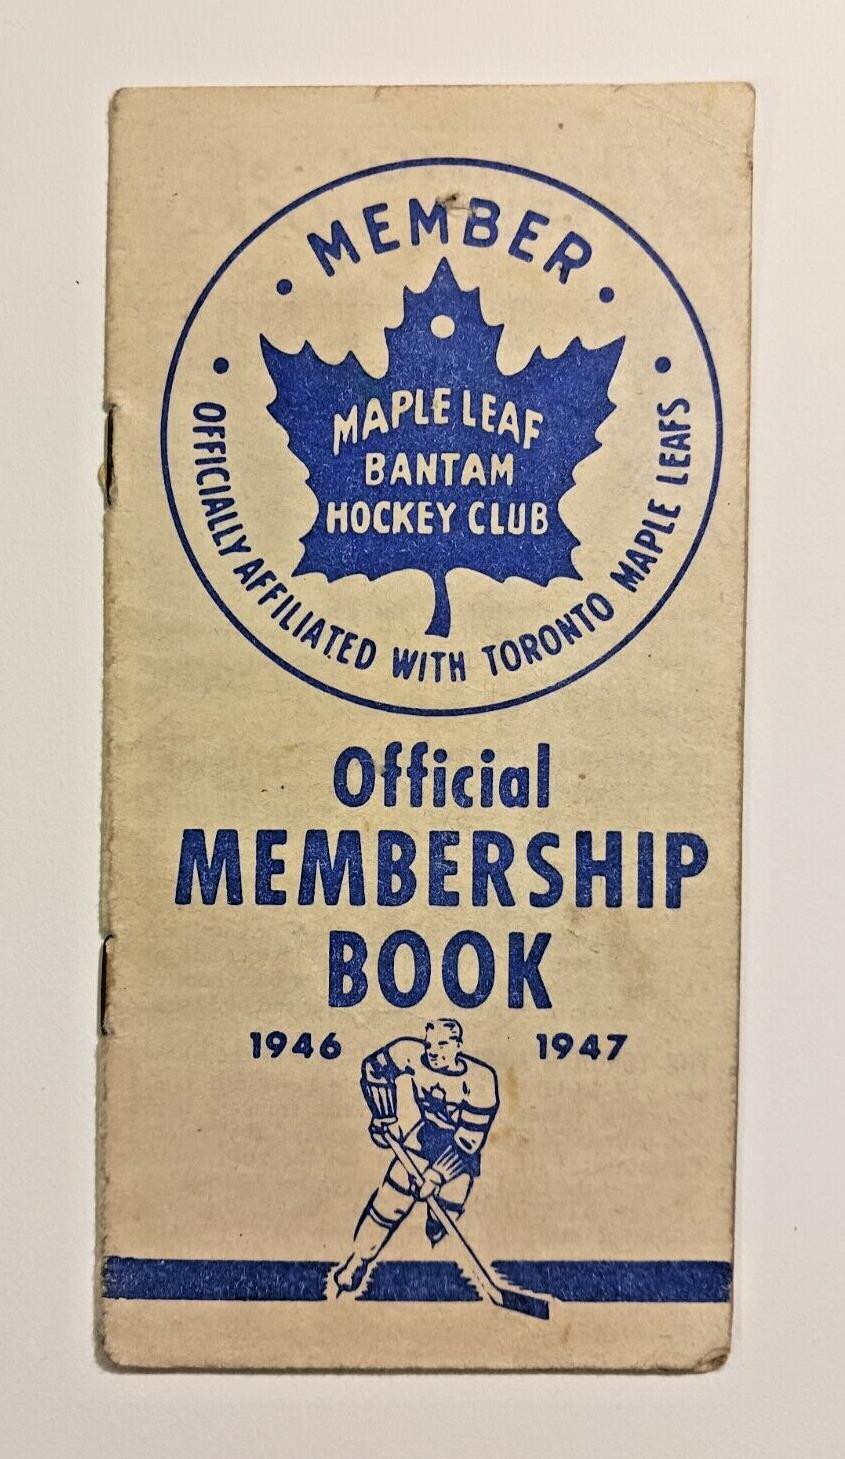 MEMBER
MAPLE LEAF
BANTAM
HOCKEY CLUB
OFFICIALLY AFFILIATED WITH TORONTO MAPLE LEAFS
Official
MEMBERSHIP
BOOK
1946 1947